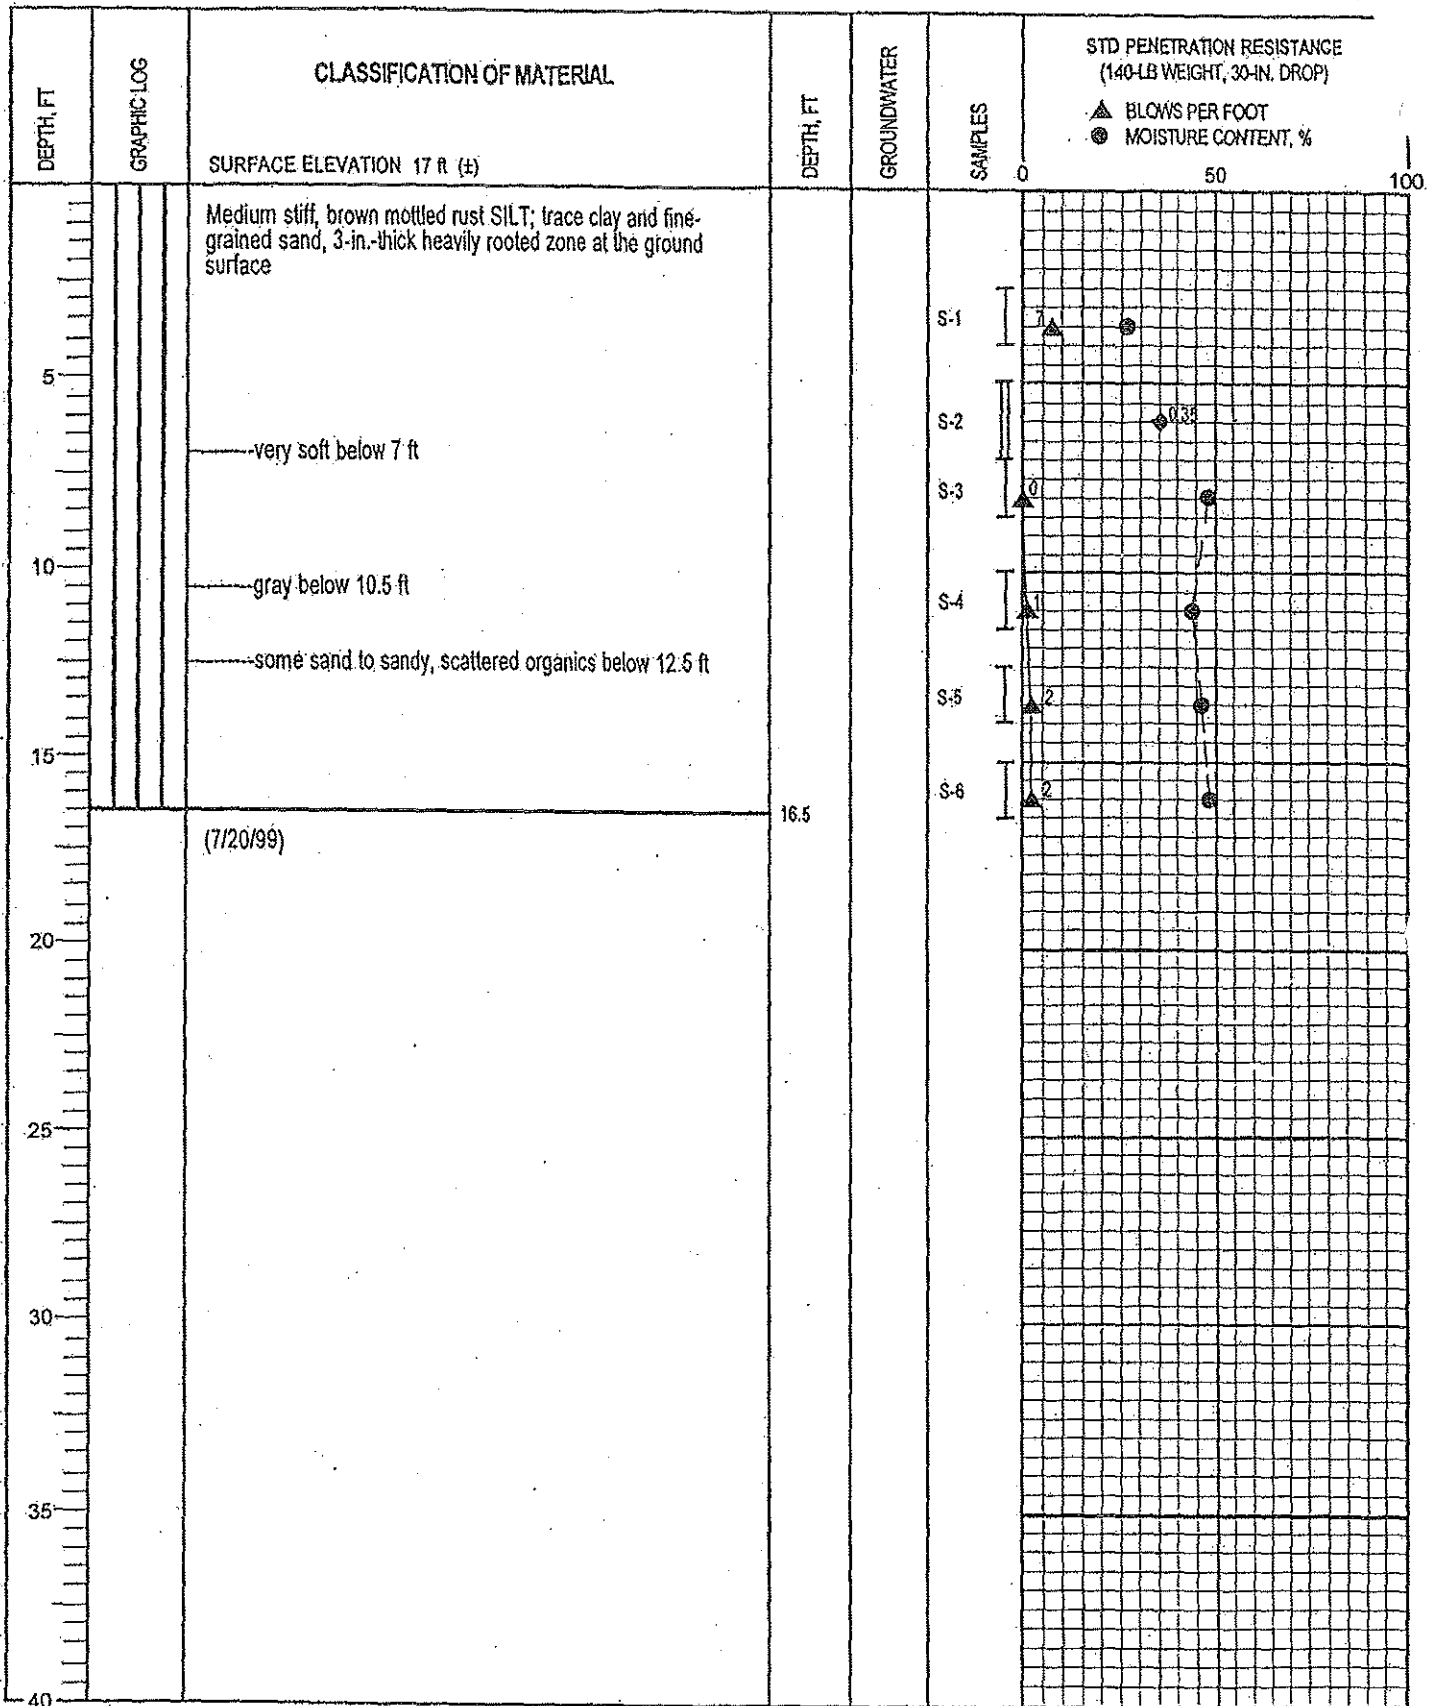 DEPTH, FT
GRAPHIC LOG
CLASSIFICATION OF MATERIAL
SURFACE ELEVATION 17 ft (±)
DEPTH, FT
GROUNDWATER
SAMPLES
STD PENETRATION RESISTANCE
(140-LB WEIGHT, 30-IN. DROP)
BLOWS PER FOOT
MOISTURE CONTENT, %
0 50 100
Medium stiff, brown mottled rust SILT; trace clay and fine-
grained sand, 3-in.-thick heavily rooted zone at the ground
surface
S-1 7
5
S-2 0.35
very soft below 7 ft
S-3 0
10
gray below 10.5 ft
S-4 1
some sand to sandy, scattered organics below 12.5 ft
S-5 2
15
S-6 2
16.5
(7/20/99)
20
25
30
35
40